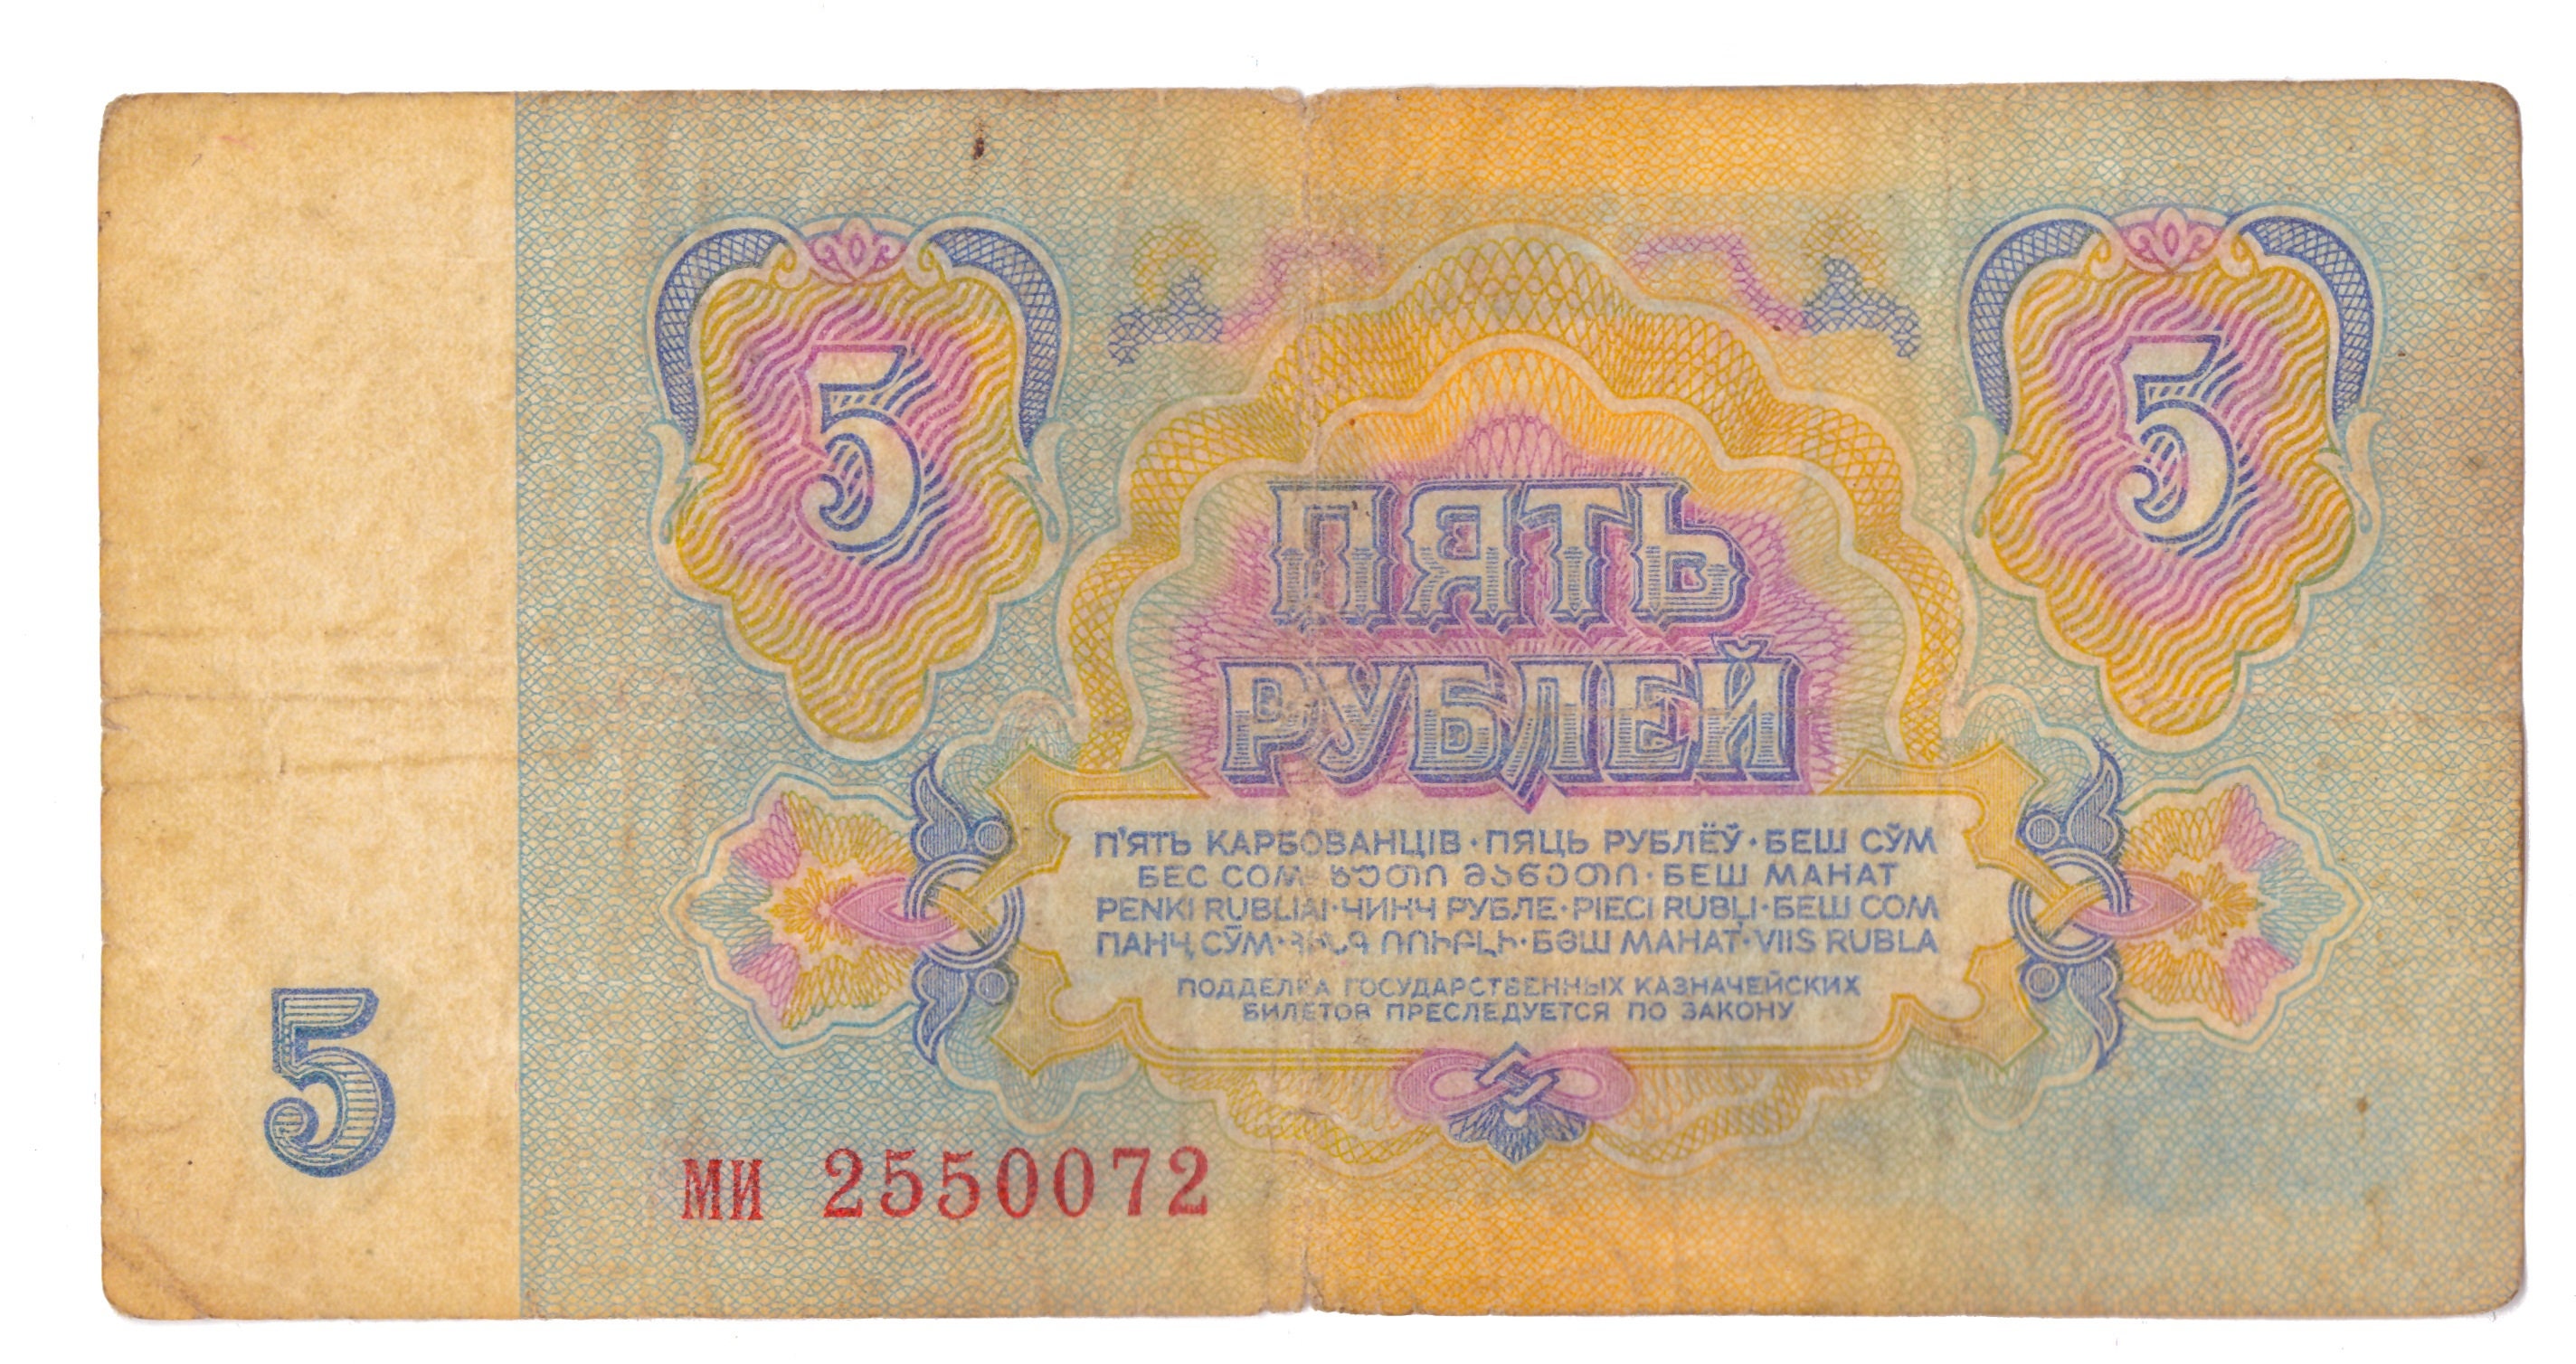 5
5
ПЯТЬ
РУБЛЕЙ
П'ЯТЬ КАРБОВАНЦІВ · ПЯЦЬ РУБЛЁЎ · БЕШ СЎМ
БЕС СОМ · ხუთი მანეთი · БЕШ МАНАТ
PENKI RUBLIAI · ЧИНЧ РУБЛЕ · PIECI RUBĻI · БЕШ СОМ
ПАНҶ СЎМ · ՀԻՆԳ ՌՈՒԲԼԻ · БӘШ МАНАТ · VIIS RUBLA
ПОДДЕЛКА ГОСУДАРСТВЕННЫХ КАЗНАЧЕЙСКИХ
БИЛЕТОВ ПРЕСЛЕДУЕТСЯ ПО ЗАКОНУ
5
МИ 2550072